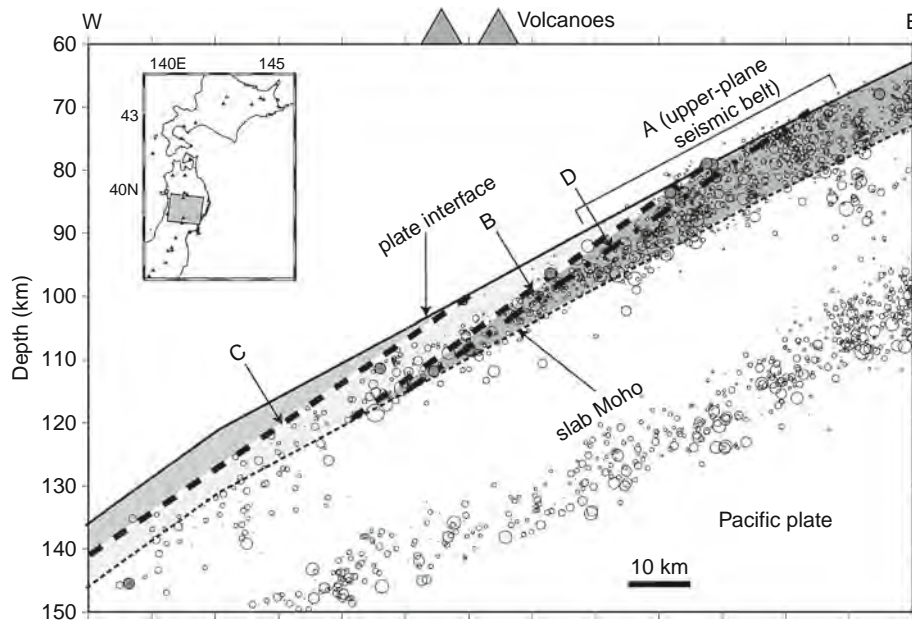 W
Volcanoes
E
60
140E 145
70
43
A (upper-plane
seismic belt)
80
40N
D
plate interface
90
B
100
Depth (km)
C
110
slab Moho
120
130
Pacific plate
140
10 km
150